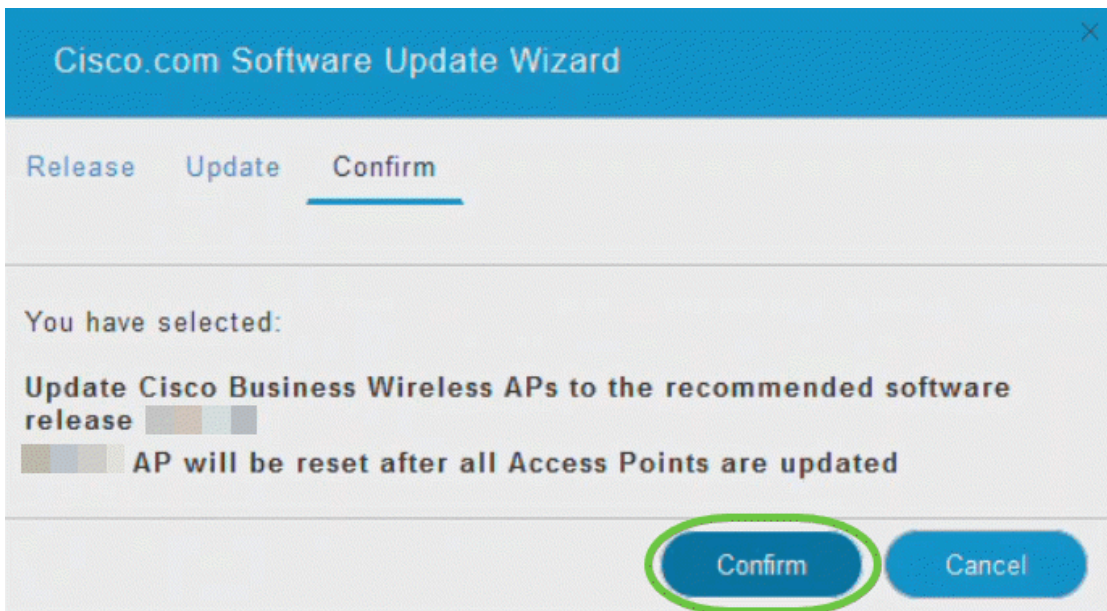 Cisco.com Software Update Wizard
Release Update Confirm
You have selected:
Update Cisco Business Wireless APs to the recommended software
release
AP will be reset after all Access Points are updated
Confirm Cancel